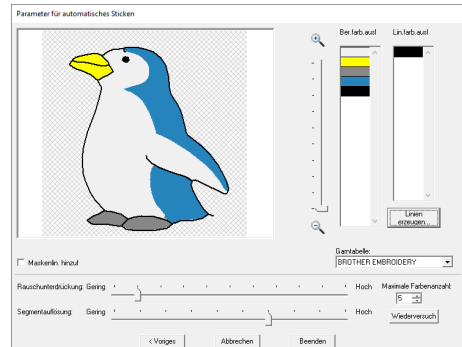 Parameter für automatisches Sticken
Ber.farb.ausl
Lin.farb.ausl
Linien
erzeugen...
Garntabelle:
BROTHER EMBROIDERY
Maskenlin. hinzuf
Rauschunterdrückung: Gering
Hoch
Maximale Farbenanzahl:
5
Segmentauflösung: Gering
Hoch
Wiederversuch
< Voriges
Abbrechen
Beenden